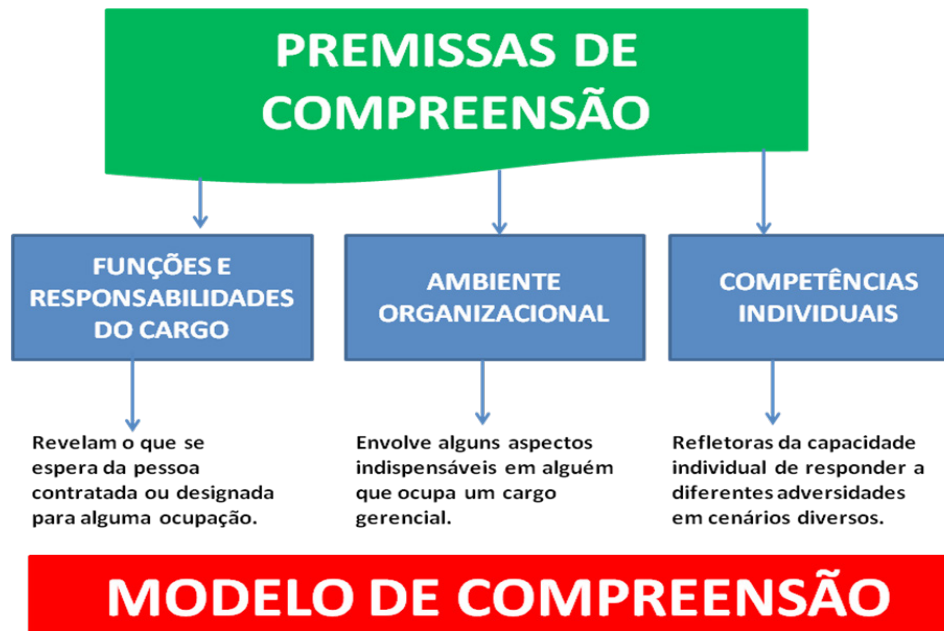 PREMISSAS DE
COMPREENSÃO
FUNÇÕES E
RESPONSABILIDADES
DO CARGO
AMBIENTE
ORGANIZACIONAL
COMPETÊNCIAS
INDIVIDUAIS
Revelam o que se
espera da pessoa
contratada ou designada
para alguma ocupação.
Envolve alguns aspectos
indispensáveis em alguém
que ocupa um cargo
gerencial.
Refletoras da capacidade
individual de responder a
diferentes adversidades
em cenários diversos.
MODELO DE COMPREENSÃO